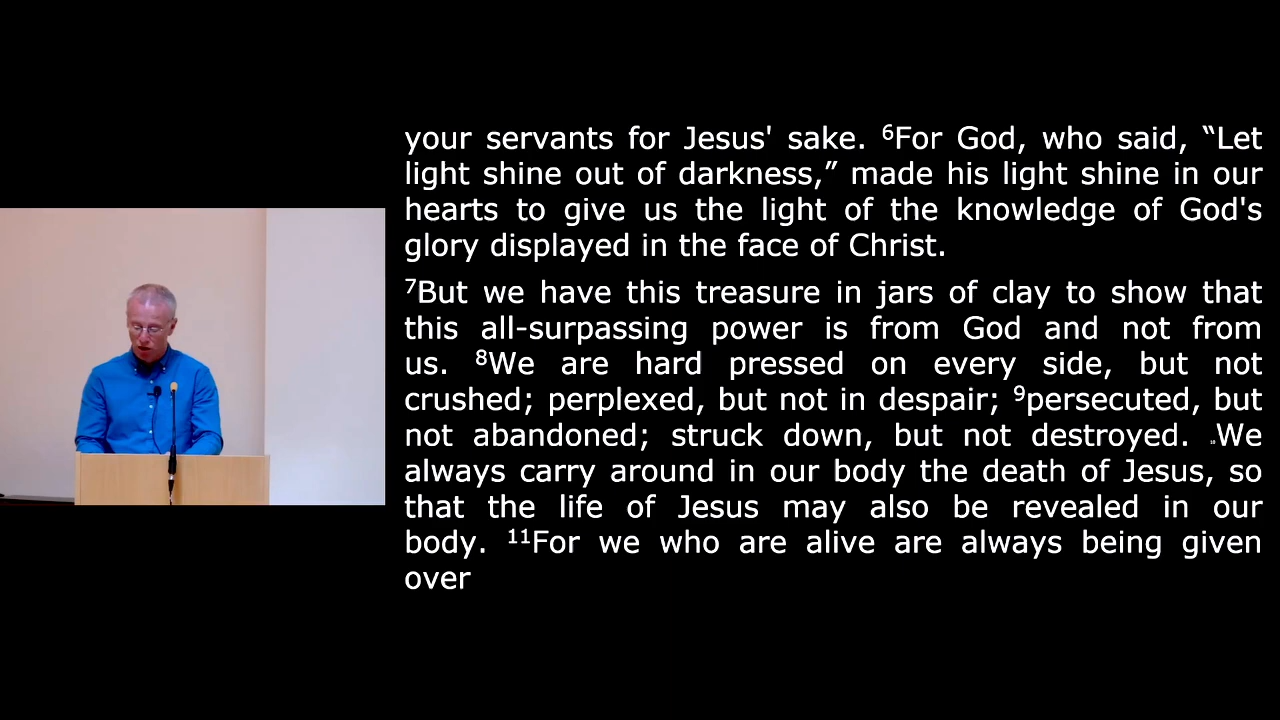 your servants for Jesus' sake. ⁶For God, who said, “Let
light shine out of darkness,” made his light shine in our
hearts to give us the light of the knowledge of God's
glory displayed in the face of Christ.
⁷But we have this treasure in jars of clay to show that
this all-surpassing power is from God and not from
us. ⁸We are hard pressed on every side, but not
crushed; perplexed, but not in despair; ⁹persecuted, but
not abandoned; struck down, but not destroyed. ¹⁰We
always carry around in our body the death of Jesus, so
that the life of Jesus may also be revealed in our
body. ¹¹For we who are alive are always being given
over